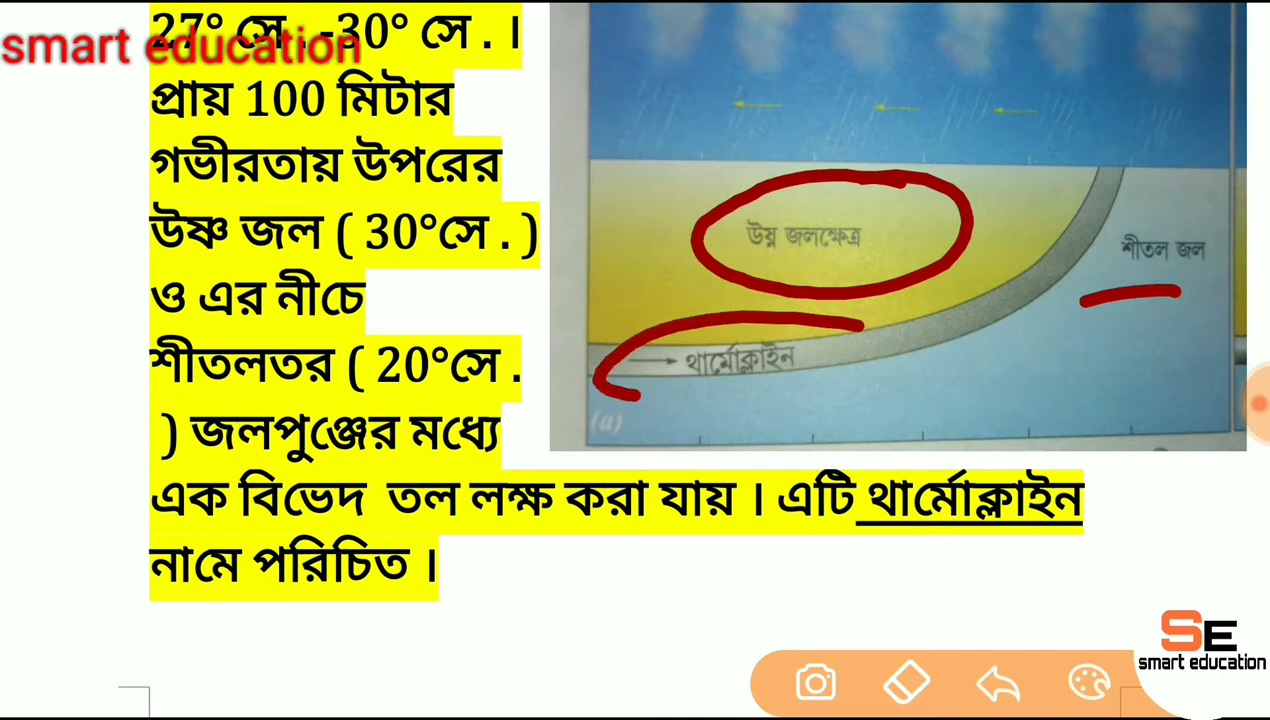 27° সে . -30° সে . ।
smart education
প্রায় 100 মিটার
গভীরতায় উপরের
উষ্ণ জল ( 30°সে . )
ও এর নীচে
শীতলতর ( 20°সে .
) জলপুঞ্জের মধ্যে
এক বিভেদ তল লক্ষ করা যায় । এটি থার্মোক্লাইন
নামে পরিচিত ।
উষ্ণ জলক্ষেত্র
শীতল জল
থার্মোক্লাইন
(a)
SE
smart education